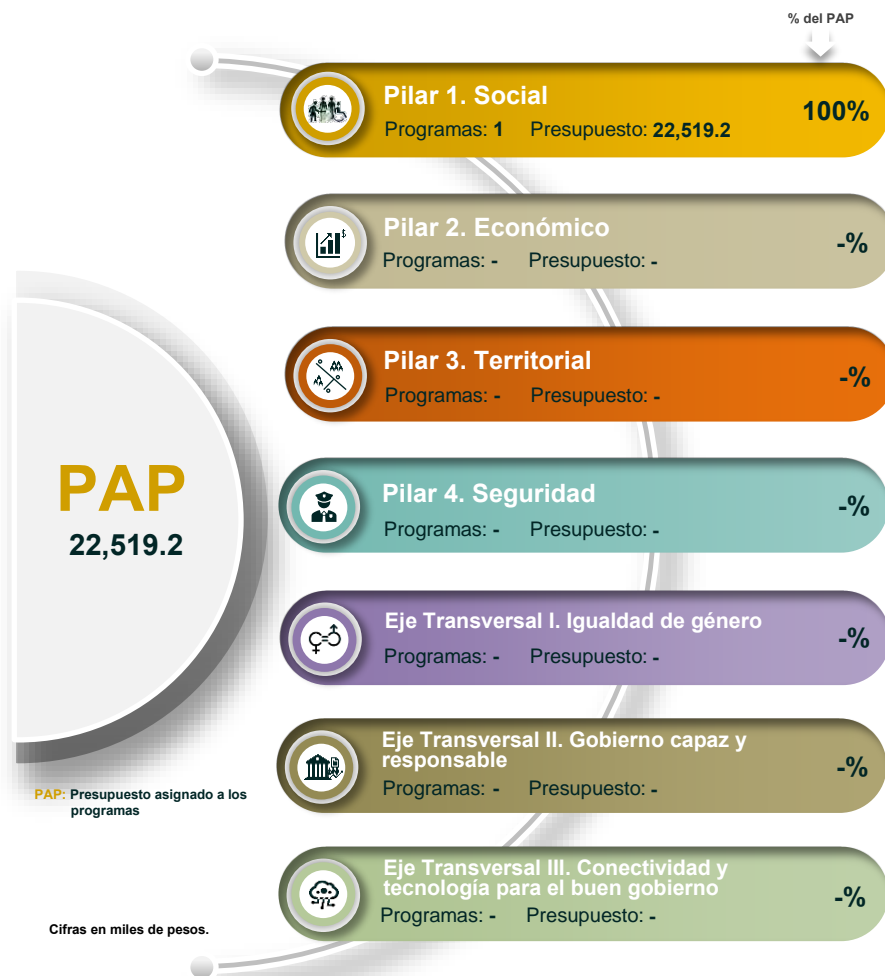 % del PAP
Pilar 1. Social
Programas: 1 Presupuesto: 22,519.2
100%
Pilar 2. Económico
Programas: - Presupuesto: -
-%
Pilar 3. Territorial
Programas: - Presupuesto: -
-%
PAP
22,519.2
Pilar 4. Seguridad
Programas: - Presupuesto: -
-%
Eje Transversal I. Igualdad de género
Programas: - Presupuesto: -
-%
Eje Transversal II. Gobierno capaz y
responsable
Programas: - Presupuesto: -
-%
PAP: Presupuesto asignado a los
programas
Eje Transversal III. Conectividad y
tecnología para el buen gobierno
Programas: - Presupuesto: -
-%
Cifras en miles de pesos.